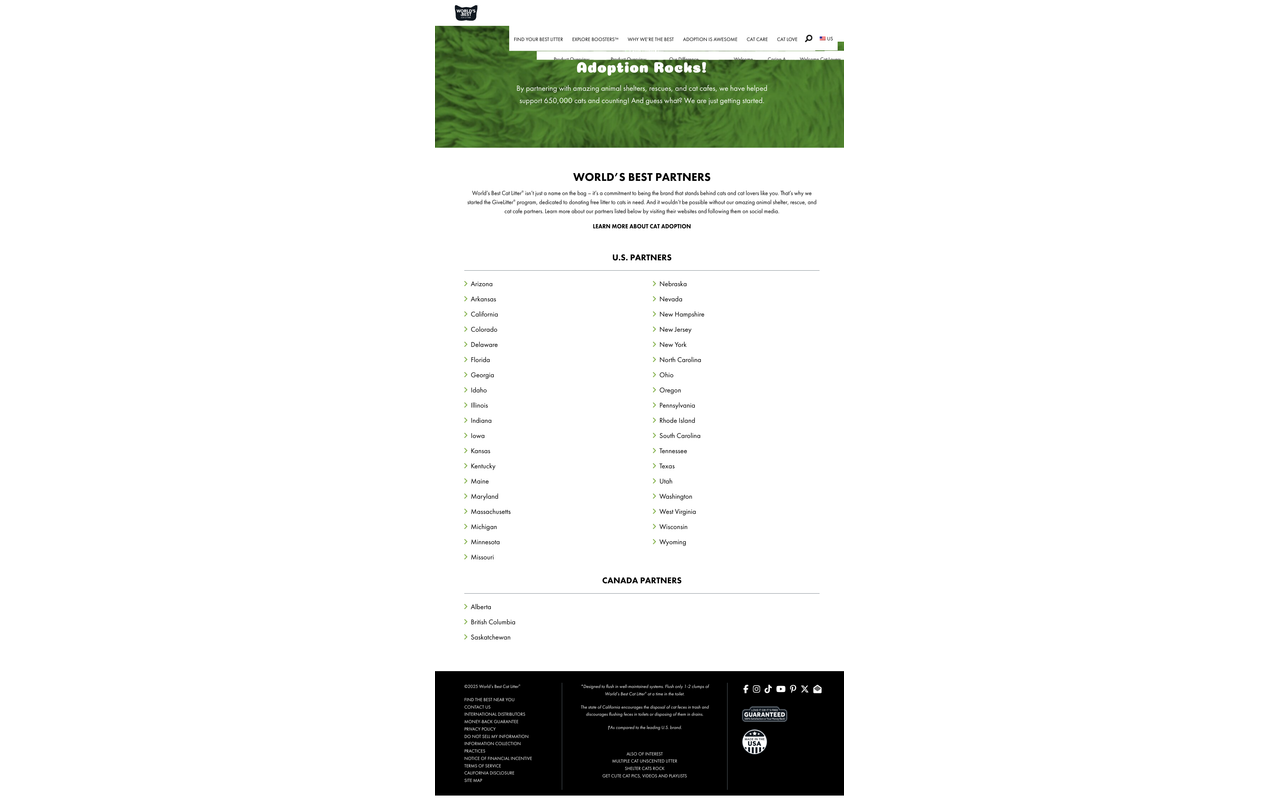 WORLD'S
BEST
FIND YOUR BEST LITTER EXPLORE BOOSTERS™ WHY WE'RE THE BEST ADOPTION IS AWESOME CAT CARE CAT LOVE US
Adoption Rocks!
By partnering with amazing animal shelters, rescues, and cat cafes, we have helped
support 650,000 cats and counting! And guess what? We are just getting started.
WORLD'S BEST PARTNERS
World's Best Cat Litter® isn't just a name on the bag – it's a commitment to being the brand that stands behind cats and cat lovers like you. That's why we
started the GiveLitter® program, dedicated to donating free litter to cats in need. And it wouldn't be possible without our amazing animal shelter, rescue, and
cat cafe partners. Learn more about our partners listed below by visiting their websites and following them on social media.
LEARN MORE ABOUT CAT ADOPTION
U.S. PARTNERS
Arizona
Arkansas
California
Colorado
Delaware
Florida
Georgia
Idaho
Illinois
Indiana
Iowa
Kansas
Kentucky
Maine
Maryland
Massachusetts
Michigan
Minnesota
Missouri
Nebraska
Nevada
New Hampshire
New Jersey
New York
North Carolina
Ohio
Oregon
Pennsylvania
Rhode Island
South Carolina
Tennessee
Texas
Utah
Washington
West Virginia
Wisconsin
Wyoming
CANADA PARTNERS
Alberta
British Columbia
Saskatchewan
©2025 World's Best Cat Litter®
FIND THE BEST NEAR YOU
CONTACT US
INTERNATIONAL DISTRIBUTORS
MONEY-BACK GUARANTEE
PRIVACY POLICY
DO NOT SELL MY INFORMATION
INFORMATION COLLECTION
PRACTICES
NOTICE OF FINANCIAL INCENTIVE
TERMS OF SERVICE
CALIFORNIA DISCLOSURE
SITE MAP
*Designed to flush in well-maintained systems. Flush only 1-2 clumps of
World's Best Cat Litter® at a time in the toilet.
The state of California encourages the disposal of cat feces in trash and
discourages flushing feces in toilets or disposing of them in drains.
†As compared to the leading U.S. brand.
ALSO OF INTEREST
MULTIPLE CAT UNSCENTED LITTER
SHELTER CATS ROCK
GET CUTE CAT PICS, VIDEOS AND PLAYLISTS
GUARANTEED
MADE IN THE
USA